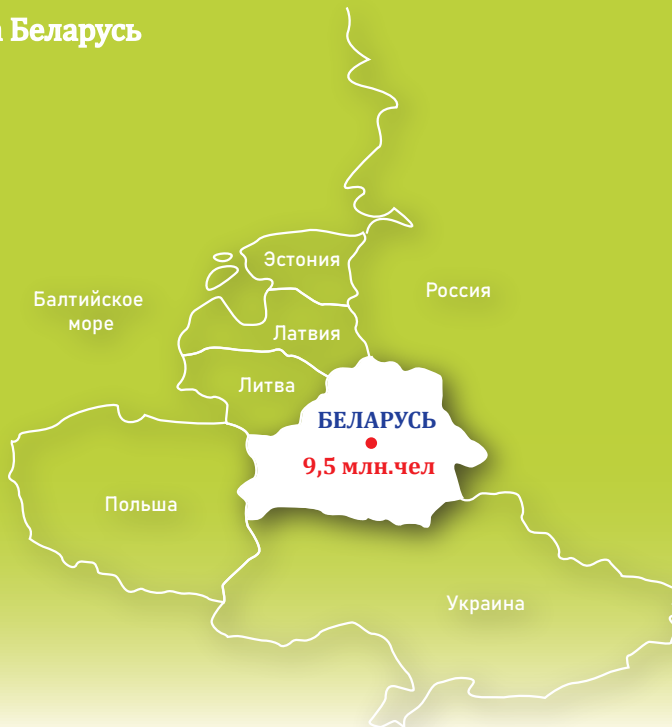 Беларусь
Эстония
Балтийское
море
Россия
Латвия
Литва
БЕЛАРУСЬ
9,5 млн.чел
Польша
Украина